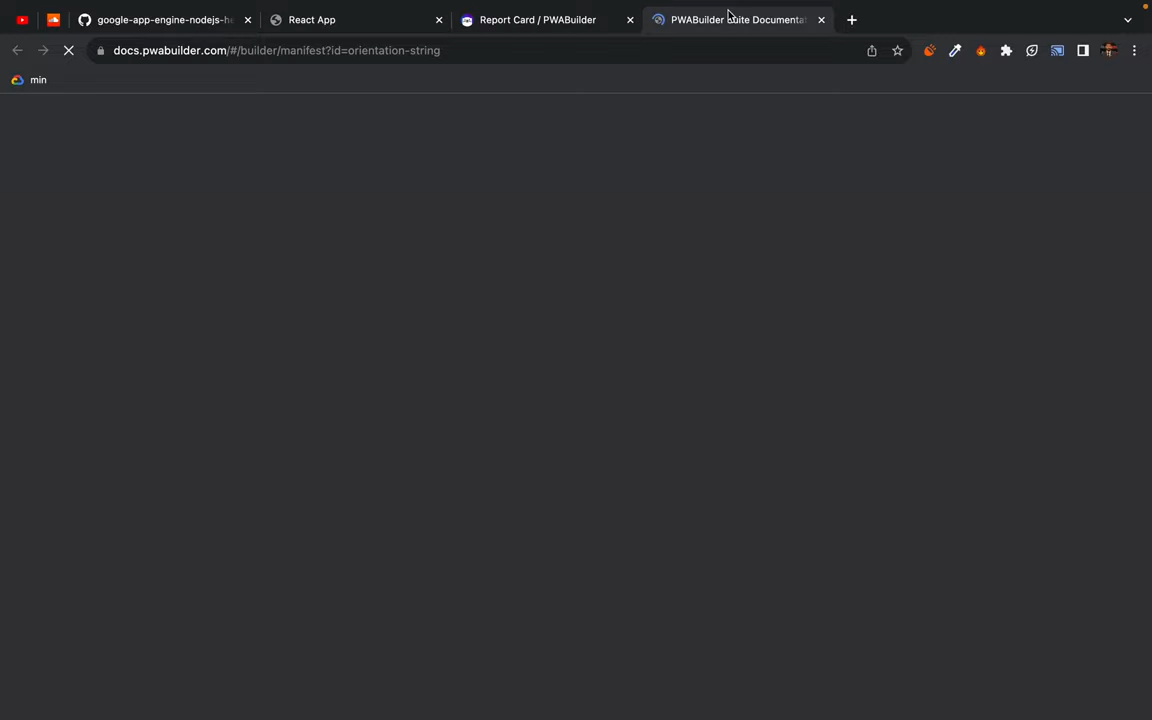 google-app-engine-nodejs-he
React App
Report Card / PWABuilder
PWABuilder Suite Documentat
docs.pwabuilder.com/#/builder/manifest?id=orientation-string
min